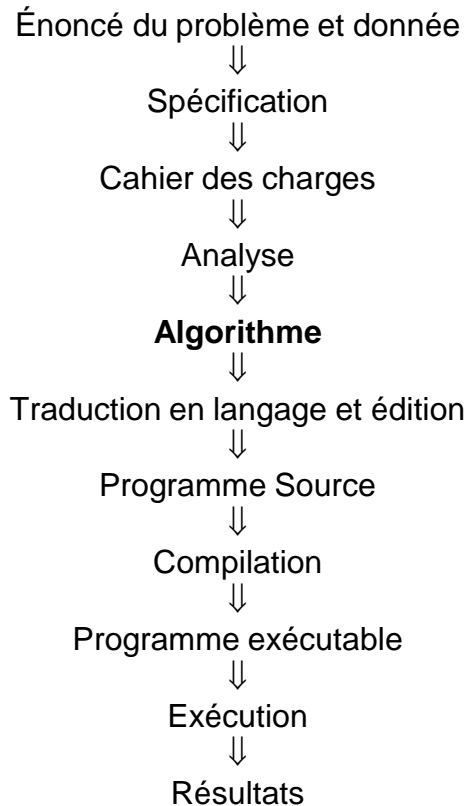 Énoncé du problème et donnée
⇓
Spécification
⇓
Cahier des charges
⇓
Analyse
⇓
Algorithme
⇓
Traduction en langage et édition
⇓
Programme Source
⇓
Compilation
⇓
Programme exécutable
⇓
Exécution
⇓
Résultats